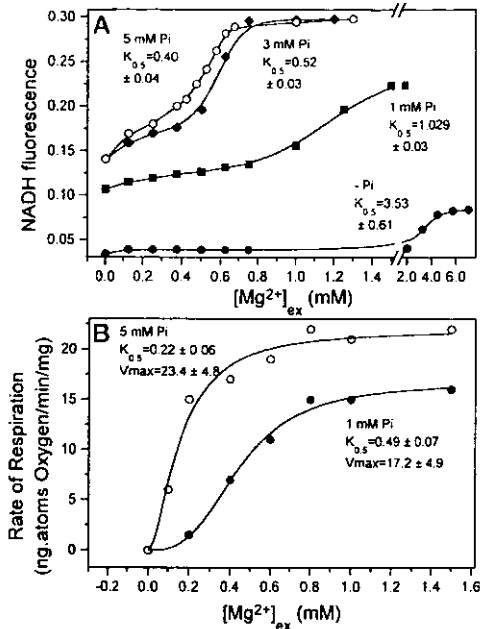 A
5 mM Pi
K0.5=0.40
± 0.04
3 mM Pi
K0.5=0.52
± 0.03
1 mM Pi
K0.5=1.029
± 0.03
- Pi
K0.5=3.53
± 0.61
NADH fluorescence
0.30
0.25
0.20
0.15
0.10
0.05
0.0 0.2 0.4 0.6 0.8 1.0 1.2 1.4 2.0 4.0 6.0
[Mg2+]ex (mM)
B
5 mM Pi
K0.5=0.22 ± 0.06
Vmax=23.4 ± 4.8
1 mM Pi
K0.5=0.49 ± 0.07
Vmax=17.2 ± 4.9
Rate of Respiration
(ng.atoms Oxygen/min/mg)
20
15
10
5
0
-0.2 0.0 0.2 0.4 0.6 0.8 1.0 1.2 1.4 1.6
[Mg2+]ex (mM)